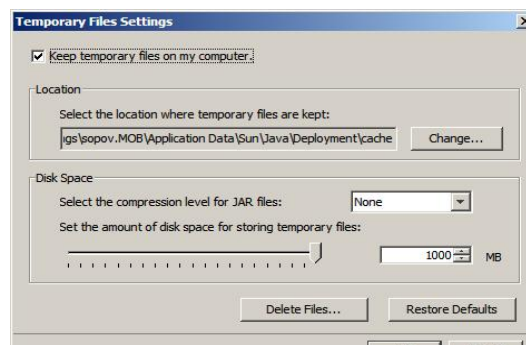 Temporary Files Settings
Keep temporary files on my computer.
Location
Select the location where temporary files are kept:
igs\sopov.MOB\Application Data\Sun\Java\Deployment\cache
Change...
Disk Space
Select the compression level for JAR files:
None
Set the amount of disk space for storing temporary files:
1000
MB
Delete Files...
Restore Defaults